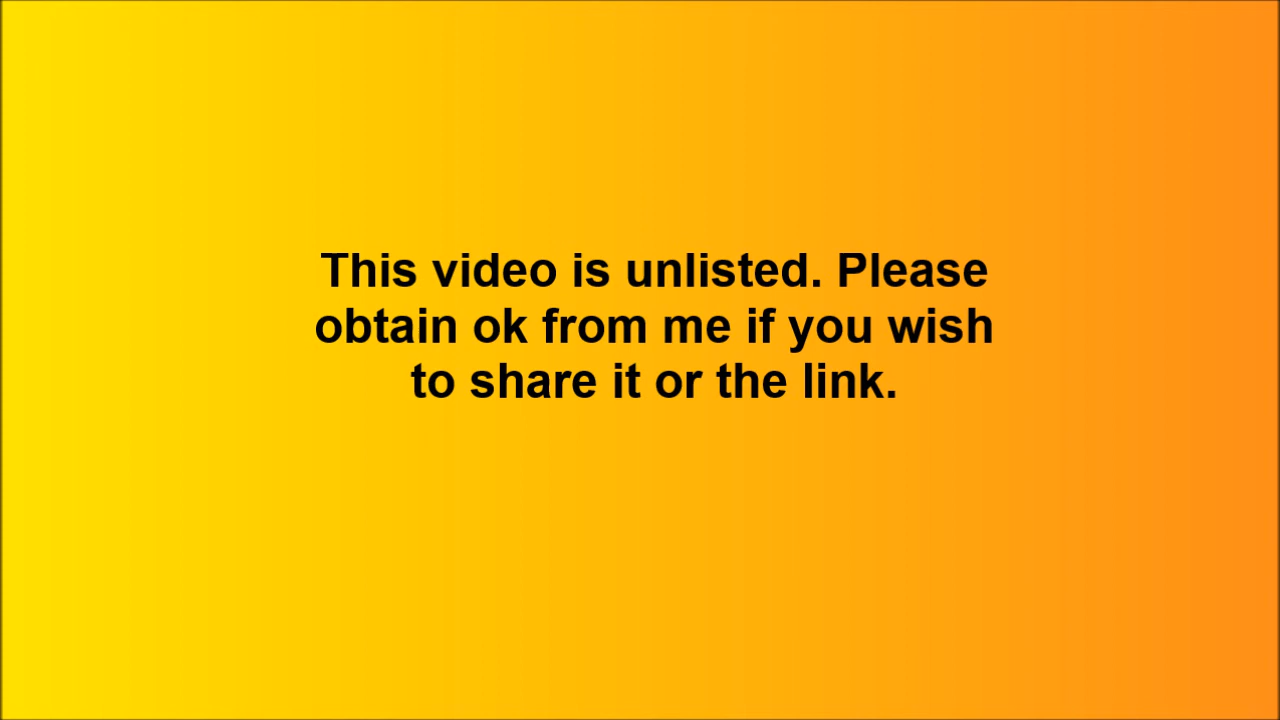 This video is unlisted. Please
obtain ok from me if you wish
to share it or the link.